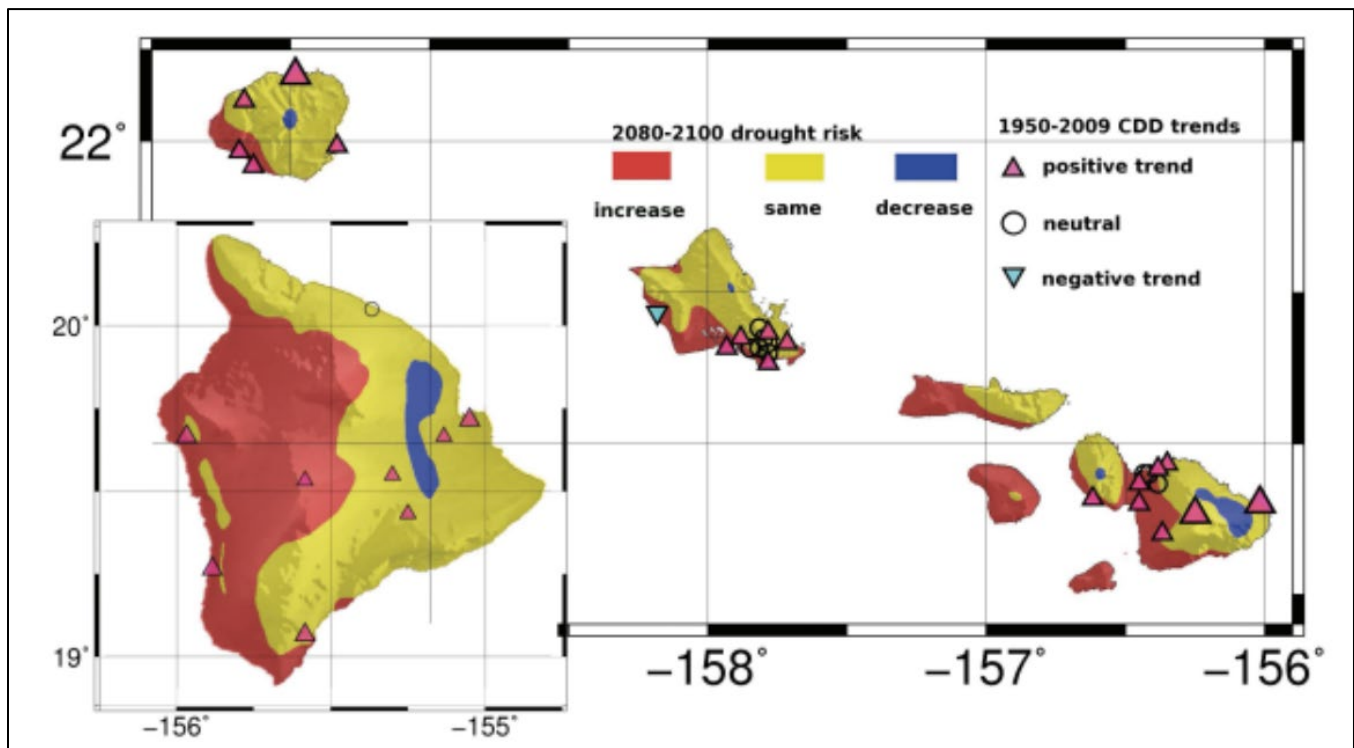 22°
2080-2100 drought risk
increase same decrease
1950-2009 CDD trends
positive trend
neutral
negative trend
20°
19°
-156° -155°
-158° -157° -156°